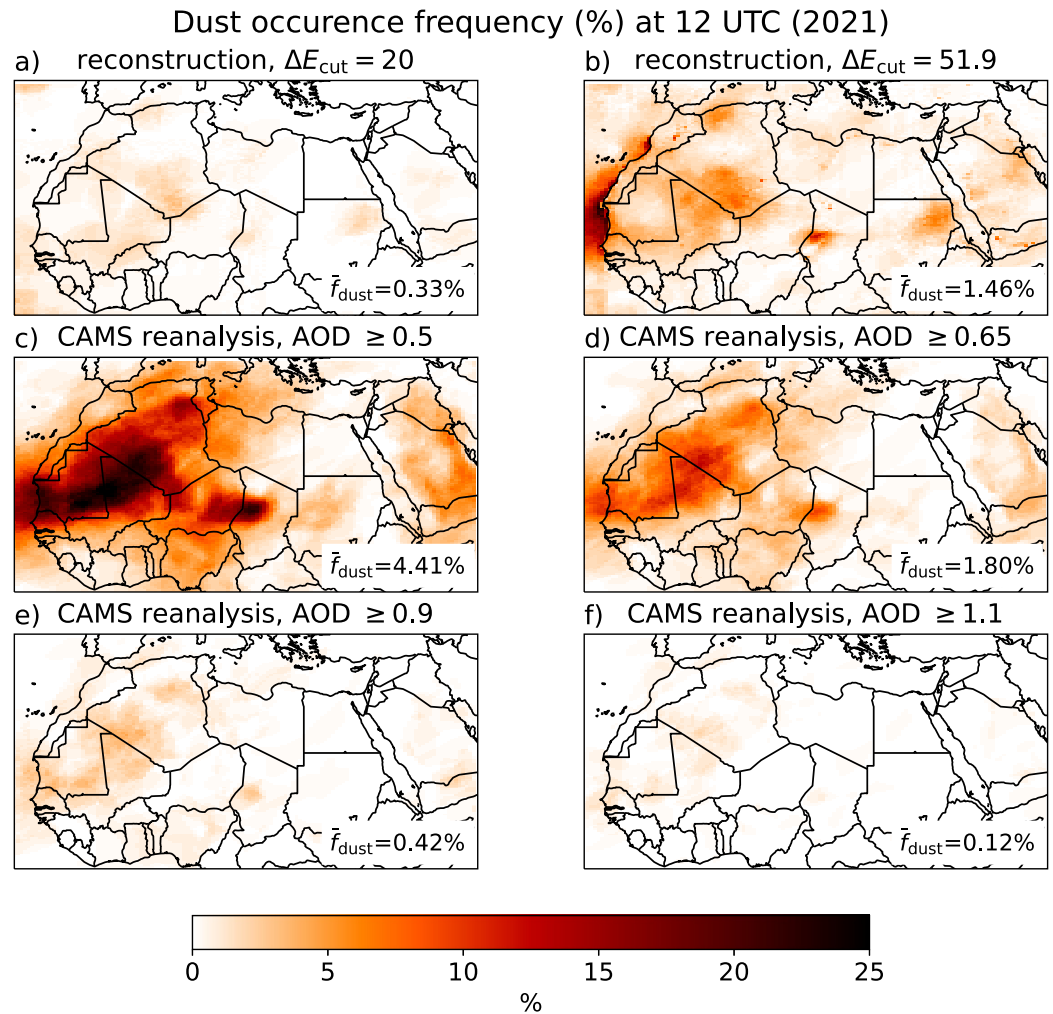 Dust occurence frequency (%) at 12 UTC (2021)
a) reconstruction, ΔE_cut = 20
b) reconstruction, ΔE_cut = 51.9
f̄_dust=0.33%
f̄_dust=1.46%
c) CAMS reanalysis, AOD ≥0.5
d) CAMS reanalysis, AOD ≥0.65
f̄_dust=4.41%
f̄_dust=1.80%
e) CAMS reanalysis, AOD ≥0.9
f) CAMS reanalysis, AOD ≥1.1
f̄_dust=0.42%
f̄_dust=0.12%
0 5 10 15 20 25
%